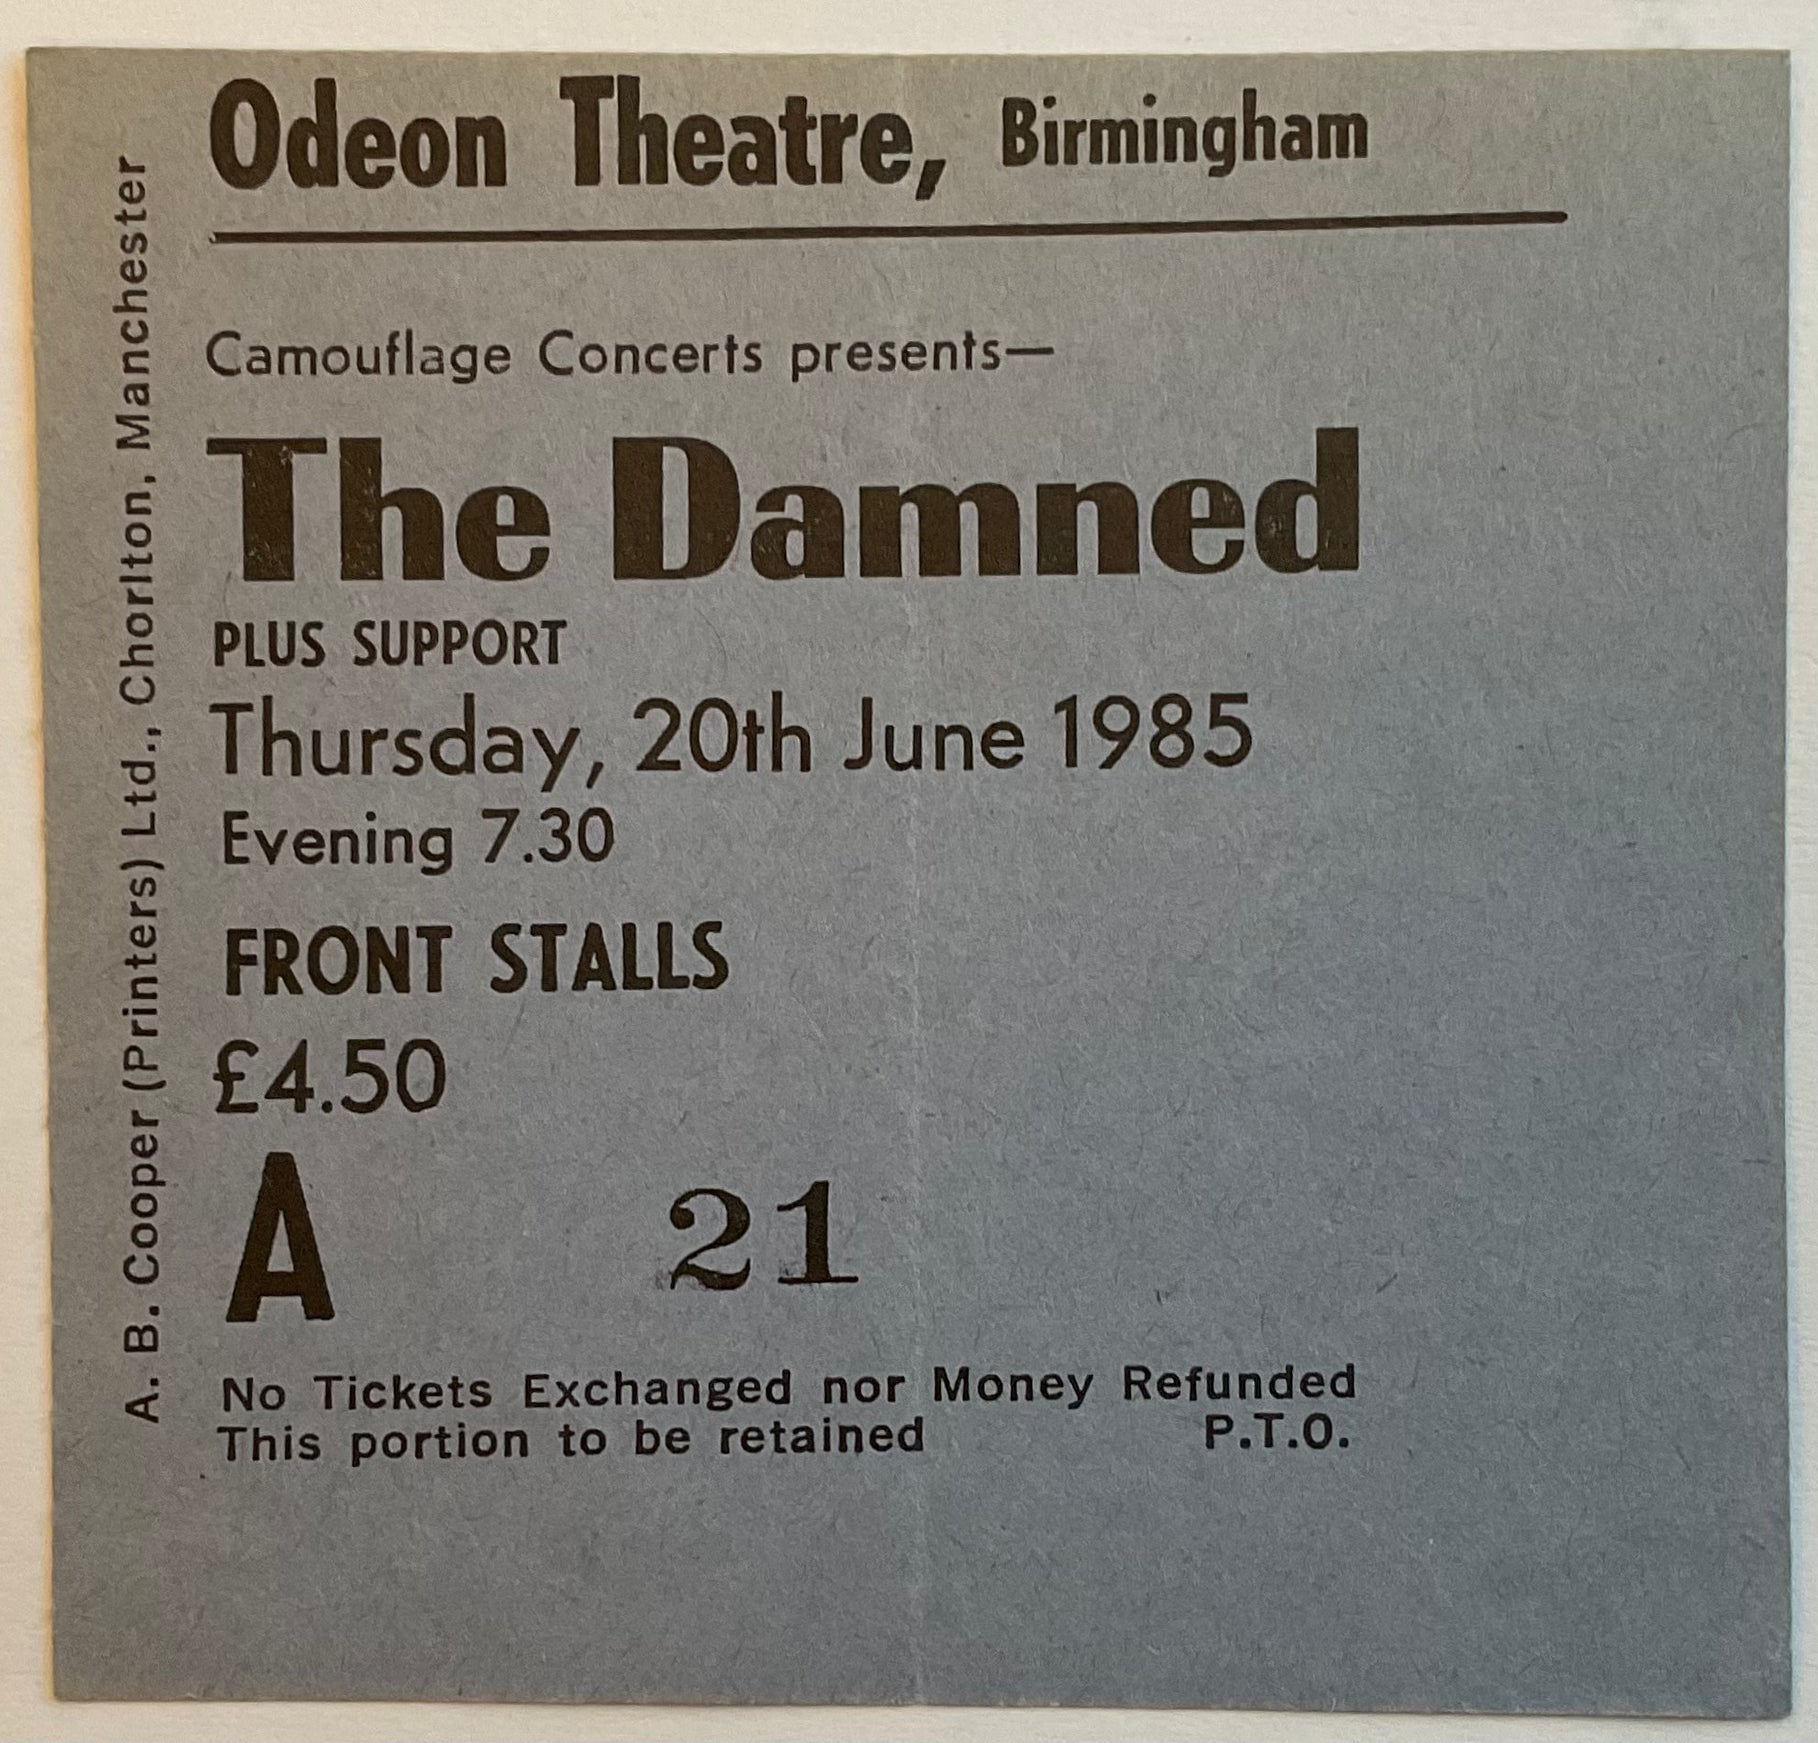 Odeon Theatre, Birmingham
Camouflage Concerts presents—
The Damned
PLUS SUPPORT
Thursday, 20th June 1985
Evening 7.30
FRONT STALLS
£4.50
A 21
No Tickets Exchanged nor Money Refunded
This portion to be retained P.T.O.
A. B. Cooper (Printers) Ltd., Chorlton, Manchester